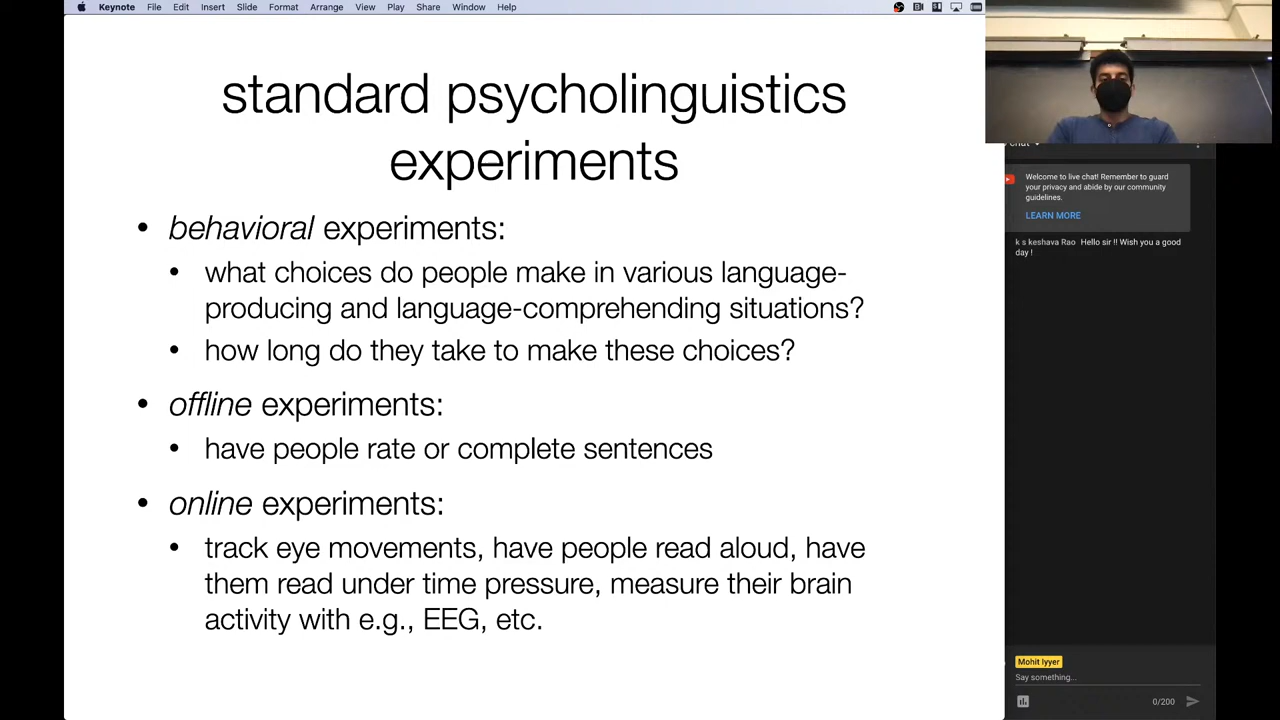 Keynote File Edit Insert Slide Format Arrange View Play Share Window Help
standard psycholinguistics
experiments
• behavioral experiments:
• what choices do people make in various language-
producing and language-comprehending situations?
• how long do they take to make these choices?
• offline experiments:
• have people rate or complete sentences
• online experiments:
• track eye movements, have people read aloud, have
them read under time pressure, measure their brain
activity with e.g., EEG, etc.
chat
Welcome to live chat! Remember to guard
your privacy and abide by our community
guidelines.
LEARN MORE
k s keshava Rao Hello sir !! Wish you a good
day !
Mohit Iyyer
Say something...
0/200